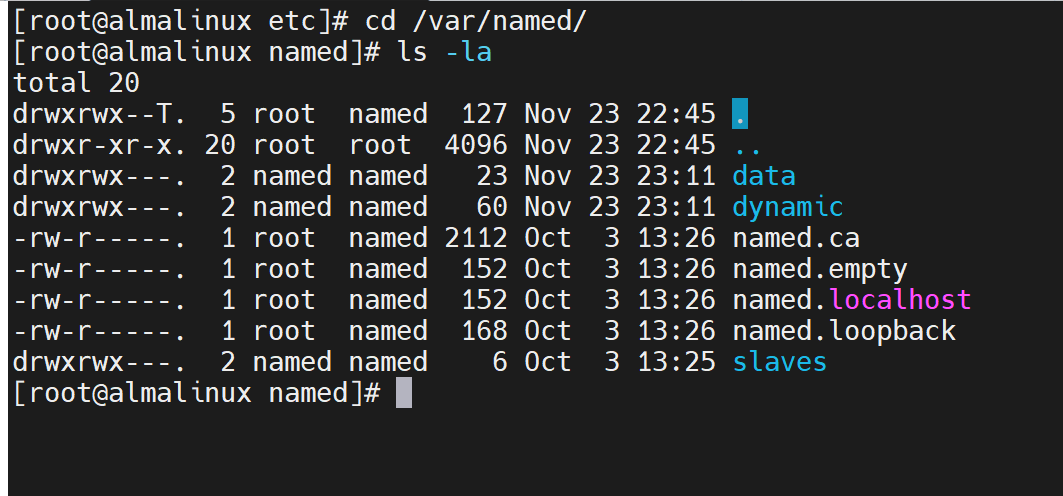 [root@almalinux etc]# cd /var/named/
[root@almalinux named]# ls -la
total 20
drwxrwx--T.  5 root  named  127 Nov 23 22:45 .
drwxr-xr-x. 20 root  root  4096 Nov 23 22:45 ..
drwxrwx---.  2 named named   23 Nov 23 23:11 data
drwxrwx---.  2 named named   60 Nov 23 23:11 dynamic
-rw-r-----.  1 root  named 2112 Oct  3 13:26 named.ca
-rw-r-----.  1 root  named  152 Oct  3 13:26 named.empty
-rw-r-----.  1 root  named  152 Oct  3 13:26 named.localhost
-rw-r-----.  1 root  named  168 Oct  3 13:26 named.loopback
drwxrwx---.  2 named named    6 Oct  3 13:25 slaves
[root@almalinux named]#